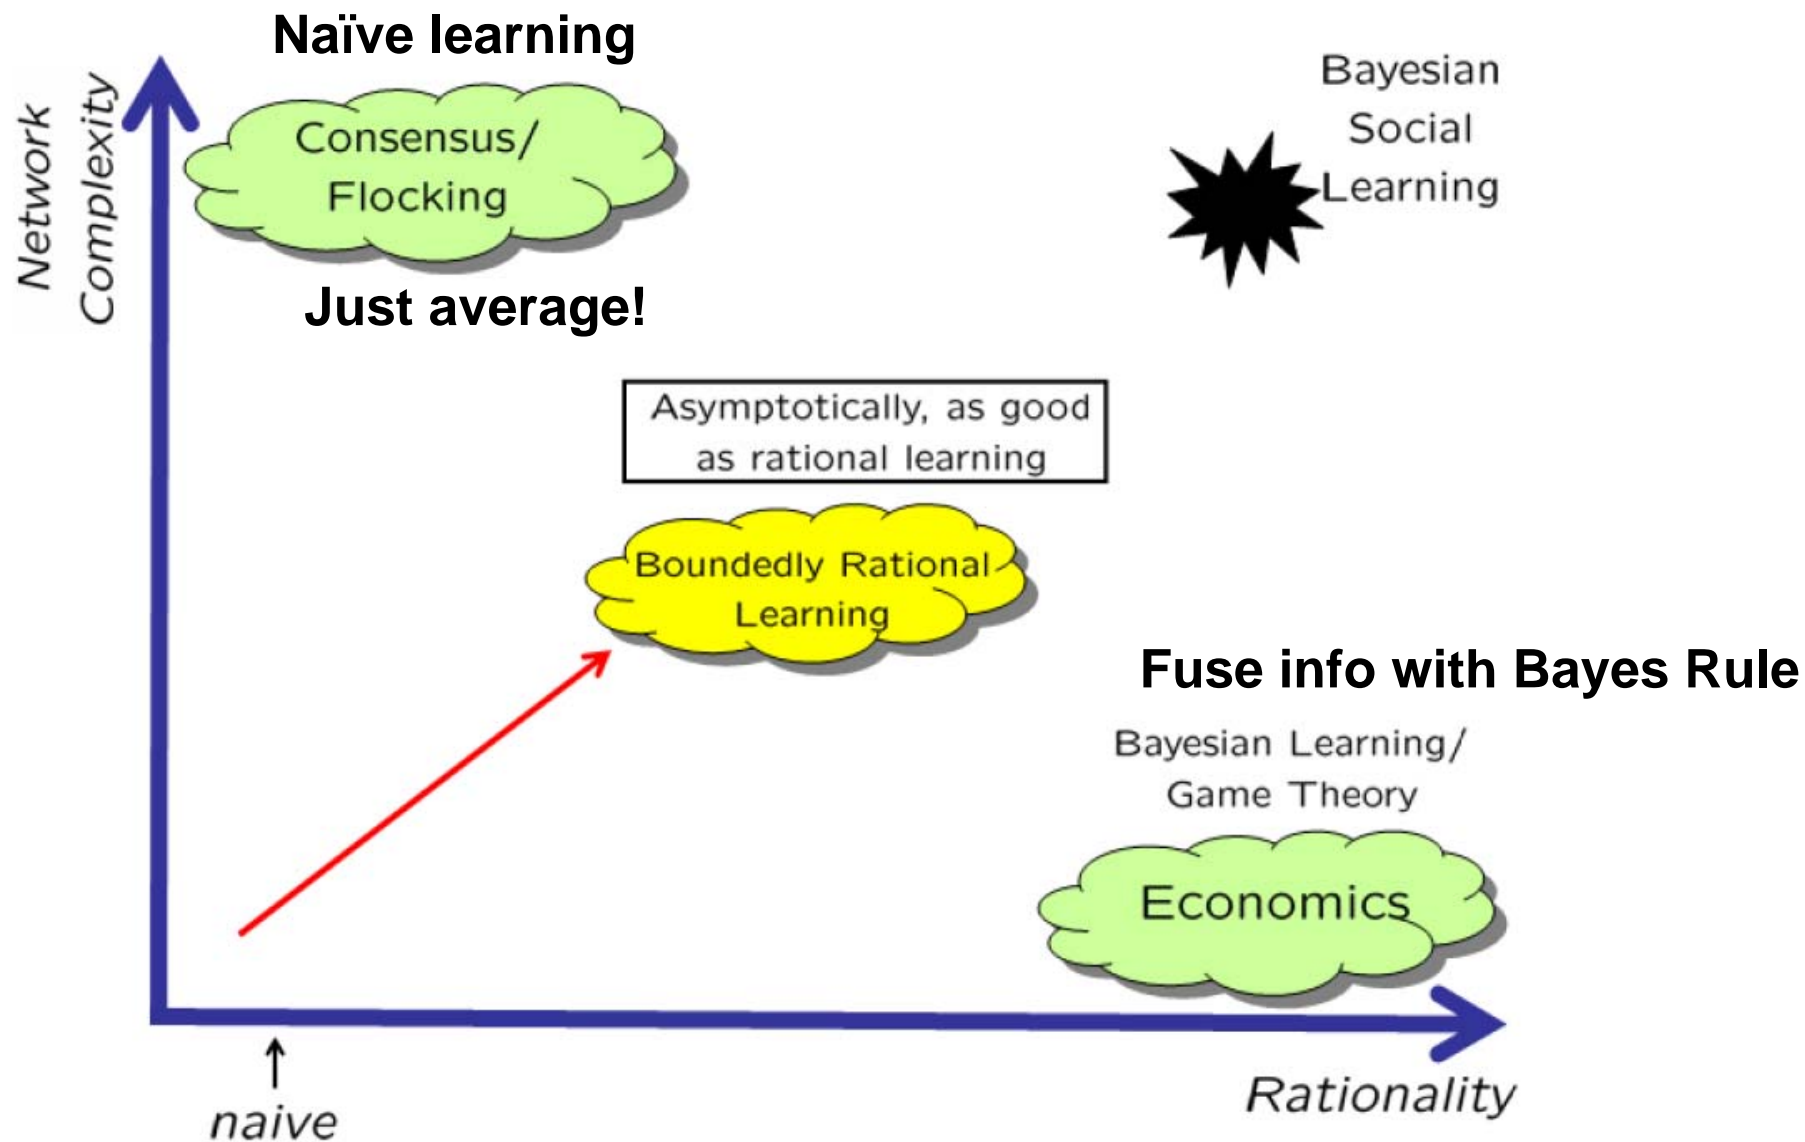 Naïve learning
Network
Complexity
Consensus/
Flocking
Just average!
Bayesian
Social
Learning
Asymptotically, as good
as rational learning
Boundedly Rational
Learning
Fuse info with Bayes Rule
Bayesian Learning/
Game Theory
Economics
naive
Rationality